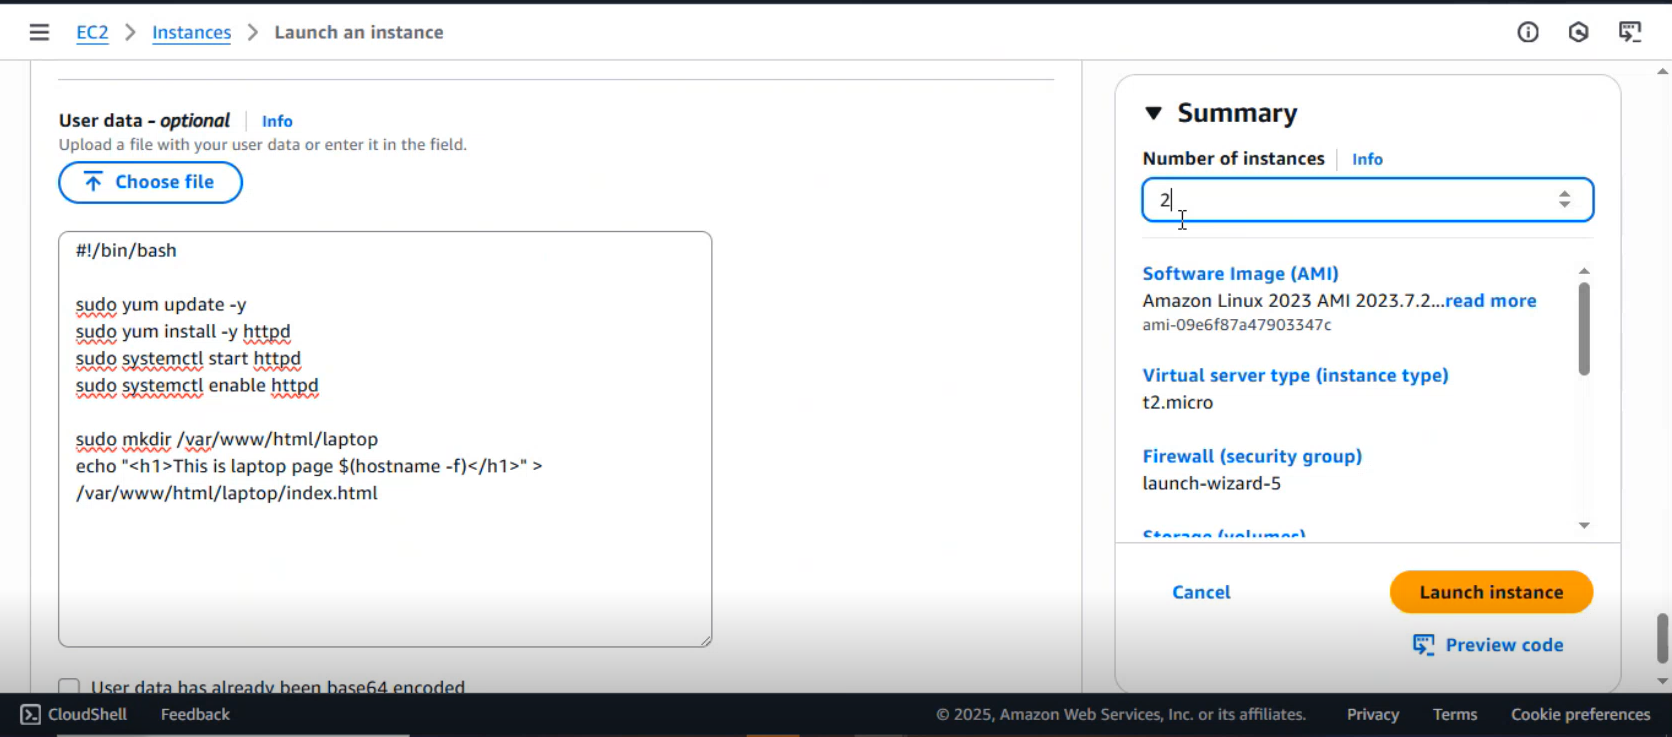 EC2 > Instances > Launch an instance
User data - optional Info
Upload a file with your user data or enter it in the field.
Choose file
#!/bin/bash
sudo yum update -y
sudo yum install -y httpd
sudo systemctl start httpd
sudo systemctl enable httpd
sudo mkdir /var/www/html/laptop
echo "<h1>This is laptop page $(hostname -f)</h1>" >
/var/www/html/laptop/index.html
User data has already been base64 encoded
Summary
Number of instances Info
2
Software Image (AMI)
Amazon Linux 2023 AMI 2023.7.2...read more
ami-09e6f87a47903347c
Virtual server type (instance type)
t2.micro
Firewall (security group)
launch-wizard-5
Storage (volumes)
Cancel
Launch instance
Preview code
CloudShell Feedback © 2025, Amazon Web Services, Inc. or its affiliates. Privacy Terms Cookie preferences